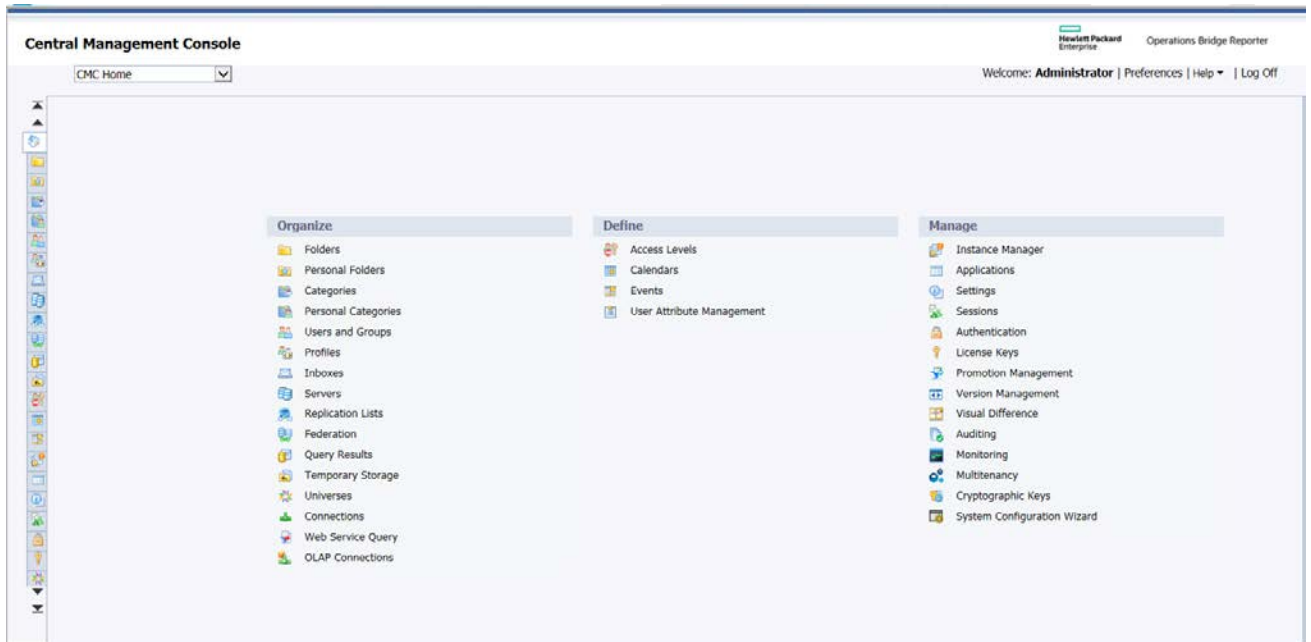 Central Management Console
Hewlett Packard
Enterprise
Operations Bridge Reporter
CMC Home
Welcome: Administrator | Preferences | Help | Log Off
Organize
Folders
Personal Folders
Categories
Personal Categories
Users and Groups
Profiles
Inboxes
Servers
Replication Lists
Federation
Query Results
Temporary Storage
Universes
Connections
Web Service Query
OLAP Connections
Define
Access Levels
Calendars
Events
User Attribute Management
Manage
Instance Manager
Applications
Settings
Sessions
Authentication
License Keys
Promotion Management
Version Management
Visual Difference
Auditing
Monitoring
Multitenancy
Cryptographic Keys
System Configuration Wizard